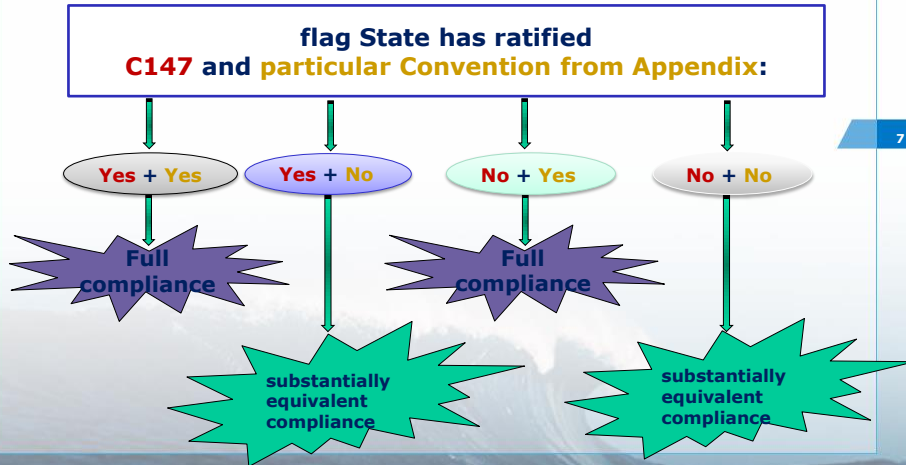 flag State has ratified
C147 and particular Convention from Appendix:
7
Yes + Yes
Yes + No
No + Yes
No + No
Full
compliance
Full
compliance
substantially
equivalent
compliance
substantially
equivalent
compliance